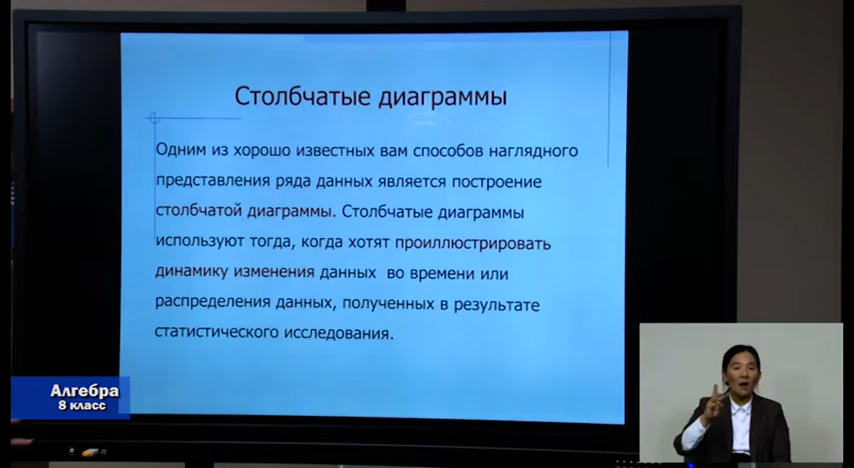 Столбчатые диаграммы
Одним из хорошо известных вам способов наглядного
представления ряда данных является построение
столбчатой диаграммы. Столбчатые диаграммы
используют тогда, когда хотят проиллюстрировать
динамику изменения данных во времени или
распределения данных, полученных в результате
статистического исследования.
Алгебра
8 класс